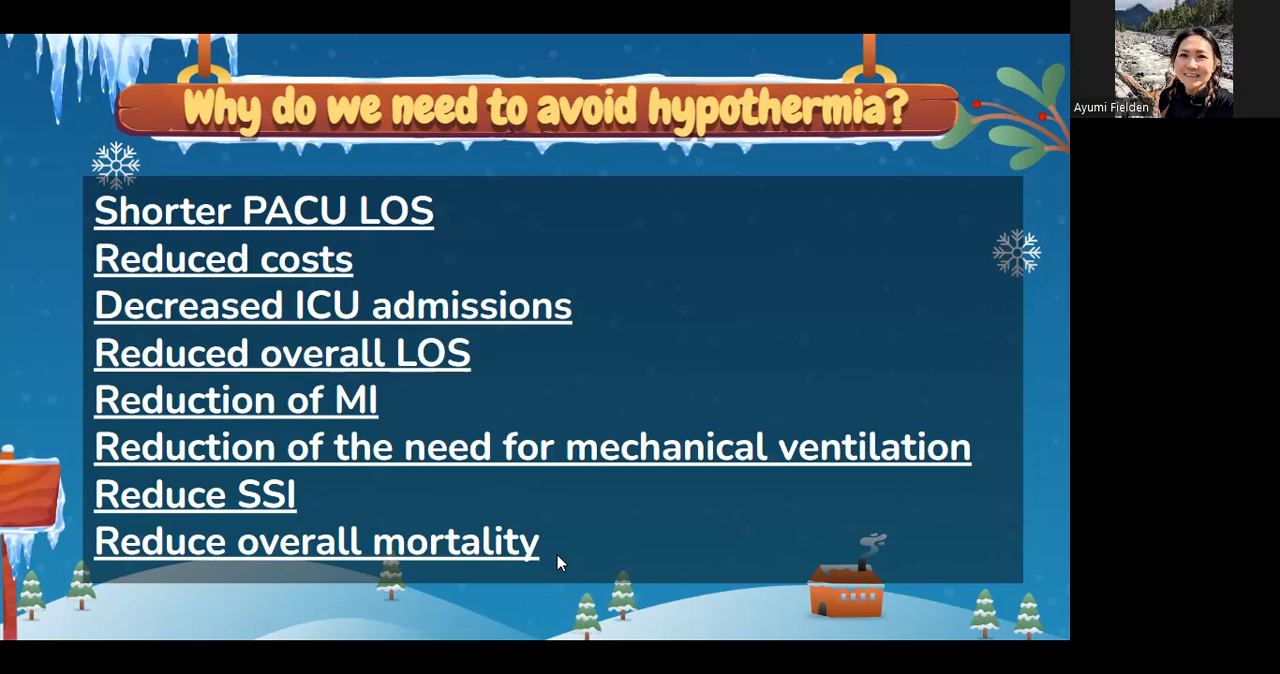 Why do we need to avoid hypothermia?
Shorter PACU LOS
Reduced costs
Decreased ICU admissions
Reduced overall LOS
Reduction of MI
Reduction of the need for mechanical ventilation
Reduce SSI
Reduce overall mortality
Ayumi Fielden